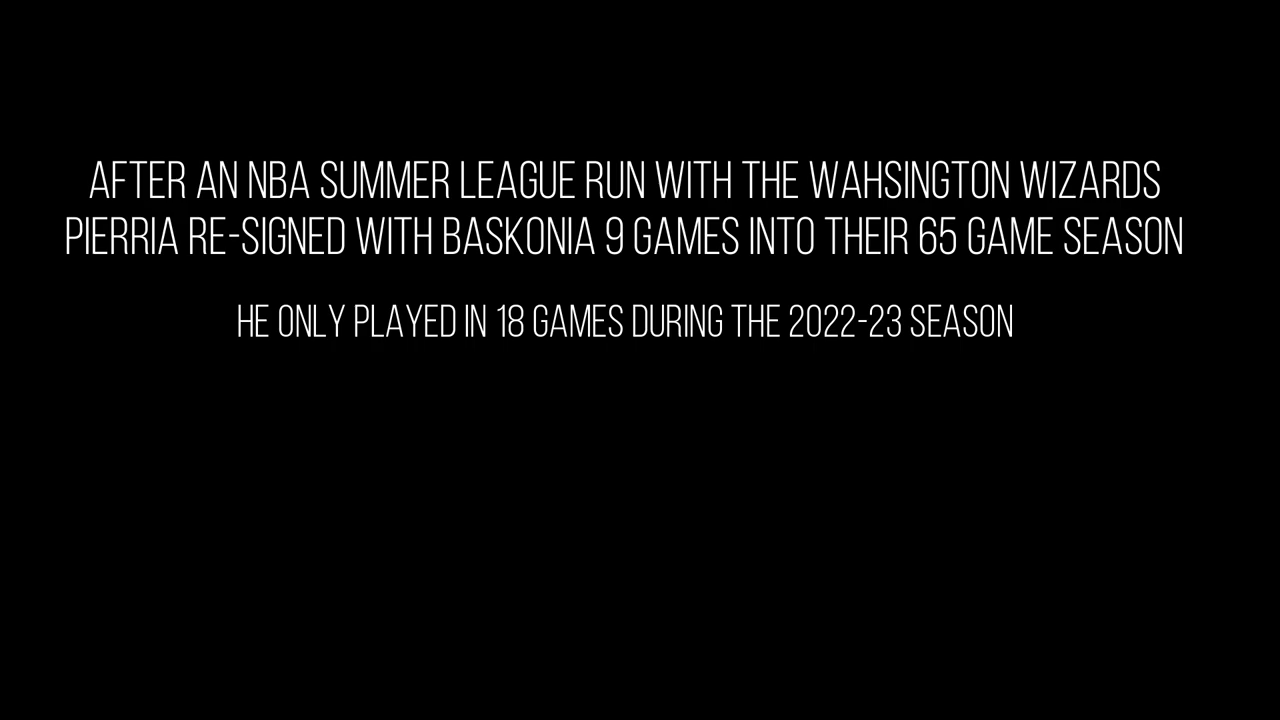 AFTER AN NBA SUMMER LEAGUE RUN WITH THE WAHSINGTON WIZARDS
PIERRIA RE-SIGNED WITH BASKONIA 9 GAMES INTO THEIR 65 GAME SEASON
HE ONLY PLAYED IN 18 GAMES DURING THE 2022-23 SEASON